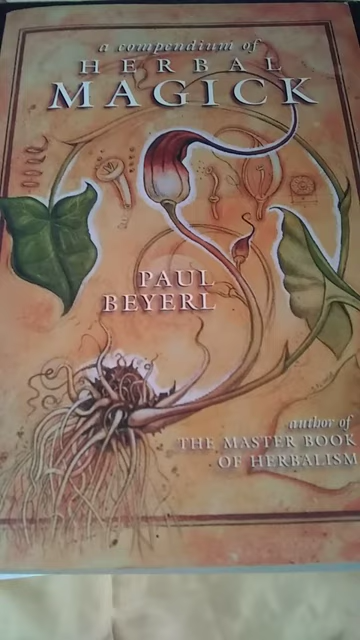 a compendium of
HERBAL
MAGICK
PAUL
BEYERL
author of
THE MASTER BOOK
OF HERBALISM